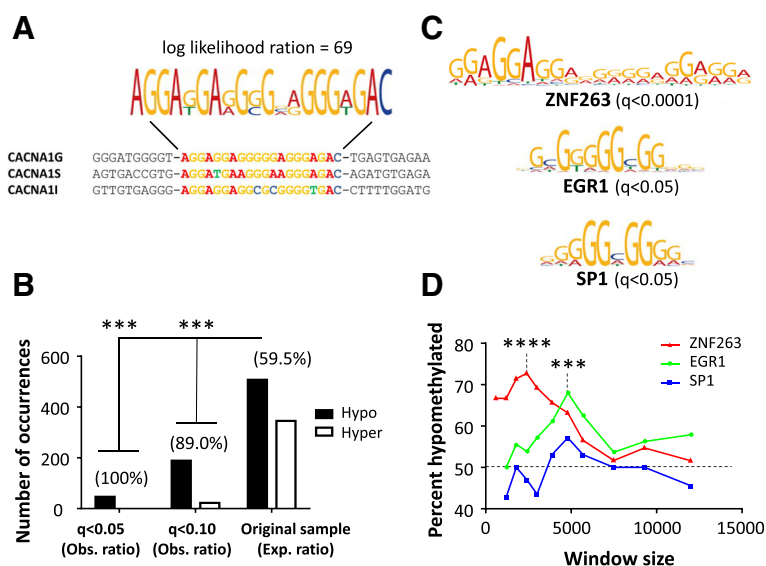 A
log likelihood ration = 69
CACNA1G GGGATGGGGT-AGGAGGAGGGGGAGGGAGAC-TGAGTGAGAA
CACNA1S AGTGACCGTG-AGGATGAAGGGAAGGGAGAC-AGATGTGAGA
CACNA1I GTTGTGAGGG-AGGAGGAGGCGCGGGGTGAC-CTTTTGGATG
C
ZNF263 (q<0.0001)
EGR1 (q<0.05)
SP1 (q<0.05)
B
Number of occurrences
600
400
200
0
***
***
(100%)
(89.0%)
(59.5%)
Hypo
Hyper
q<0.05
(Obs. ratio)
q<0.10
(Obs. ratio)
Original sample
(Exp. ratio)
D
Percent hypomethylated
80
70
60
50
40
****
***
ZNF263
EGR1
SP1
0
5000
10000
15000
Window size